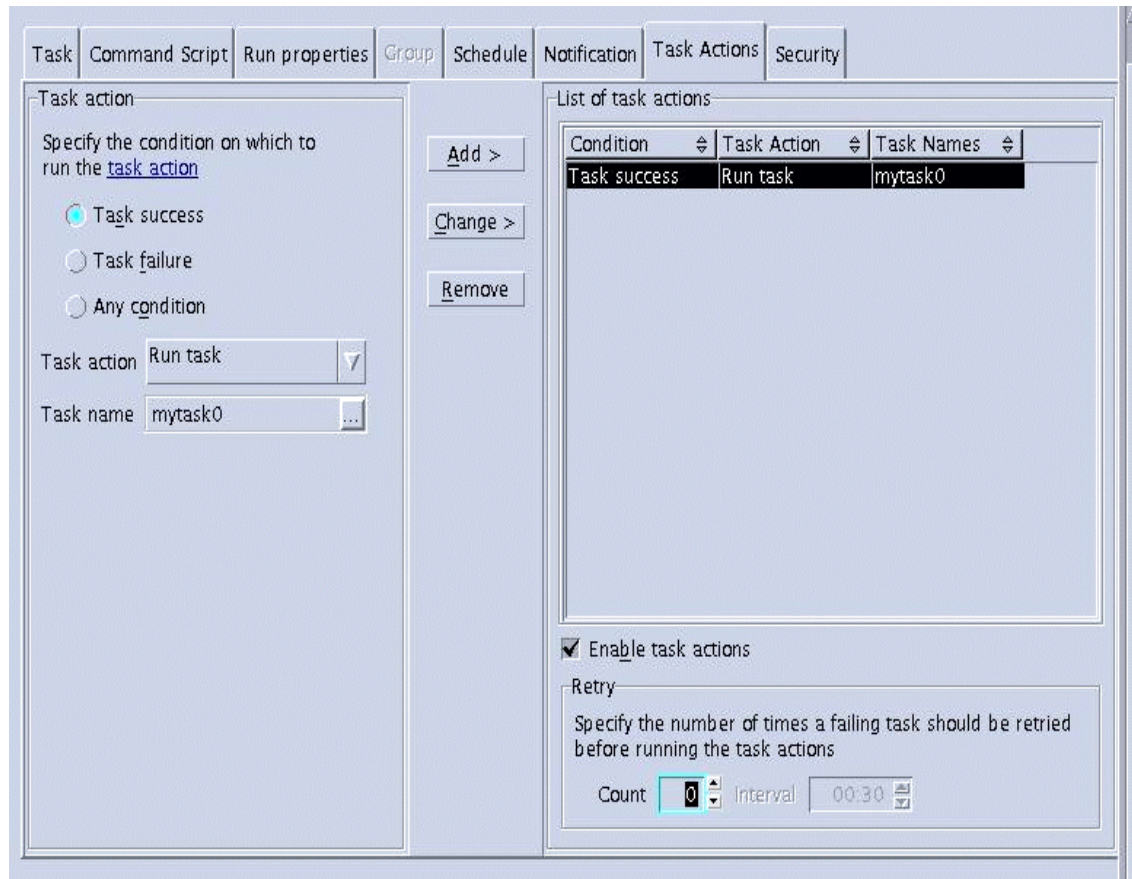 Task Command Script Run properties Group Schedule Notification Task Actions Security
Task action
Specify the condition on which to
run the task action
Task success
Task failure
Any condition
Task action Run task
Task name mytask0 ...
Add >
Change >
Remove
List of task actions
Condition Task Action Task Names
Task success Run task mytask0
Enable task actions
Retry
Specify the number of times a failing task should be retried
before running the task actions
Count 0 Interval 00:30